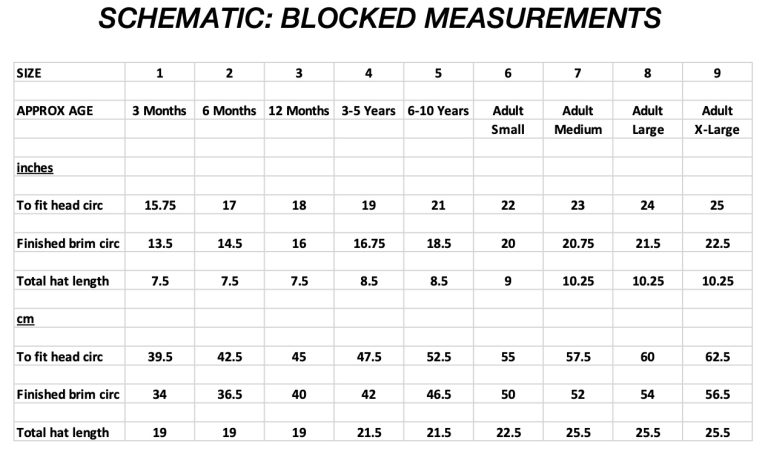 SCHEMATIC: BLOCKED MEASUREMENTS
SIZE 1 2 3 4 5 6 7 8 9
APPROX AGE 3 Months 6 Months 12 Months 3-5 Years 6-10 Years Adult Adult Adult Adult
Small Medium Large X-Large
inches
To fit head circ 15.75 17 18 19 21 22 23 24 25
Finished brim circ 13.5 14.5 16 16.75 18.5 20 20.75 21.5 22.5
Total hat length 7.5 7.5 7.5 8.5 8.5 9 10.25 10.25 10.25
cm
To fit head circ 39.5 42.5 45 47.5 52.5 55 57.5 60 62.5
Finished brim circ 34 36.5 40 42 46.5 50 52 54 56.5
Total hat length 19 19 19 21.5 21.5 22.5 25.5 25.5 25.5